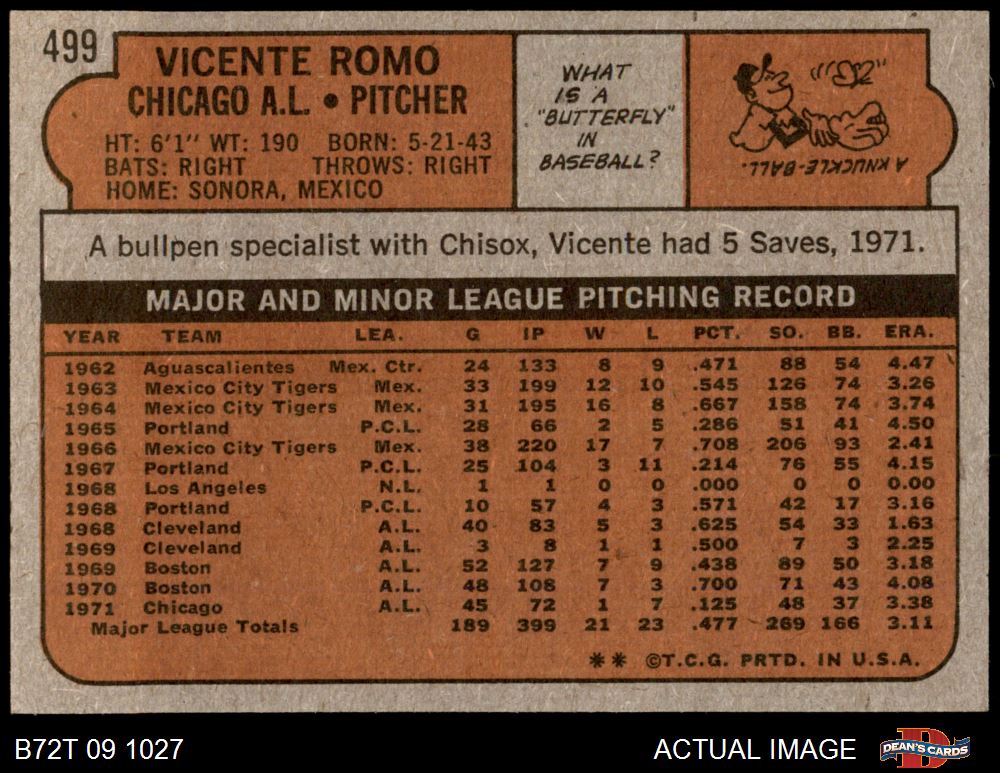 499
VICENTE ROMO
CHICAGO A.L. • PITCHER
HT: 6'1" WT: 190 BORN: 5-21-43
BATS: RIGHT THROWS: RIGHT
HOME: SONORA, MEXICO
WHAT
IS A
"BUTTERFLY"
IN
BASEBALL?
A KNUCKLE-BALL.
A bullpen specialist with Chisox, Vicente had 5 Saves, 1971.
MAJOR AND MINOR LEAGUE PITCHING RECORD
YEAR TEAM LEA. G IP W L PCT. SO. BB. ERA.
1962 Aguascalientes Mex. Ctr. 24 133 8 9 .471 88 54 4.47
1963 Mexico City Tigers Mex. 33 199 12 10 .545 126 74 3.26
1964 Mexico City Tigers Mex. 31 195 16 8 .667 158 74 3.74
1965 Portland P.C.L. 28 66 2 5 .286 51 41 4.50
1966 Mexico City Tigers Mex. 38 220 17 7 .708 206 93 2.41
1967 Portland P.C.L. 25 104 3 11 .214 76 55 4.15
1968 Los Angeles N.L. 1 1 0 0 .000 0 0 0.00
1968 Portland P.C.L. 10 57 4 3 .571 42 17 3.16
1968 Cleveland A.L. 40 83 5 3 .625 54 33 1.63
1969 Cleveland A.L. 3 8 1 1 .500 7 3 2.25
1969 Boston A.L. 52 127 7 9 .438 89 50 3.18
1970 Boston A.L. 48 108 7 3 .700 71 43 4.08
1971 Chicago A.L. 45 72 1 7 .125 48 37 3.38
Major League Totals 189 399 21 23 .477 269 166 3.11
** ©T.C.G. PRTD. IN U.S.A.
B72T 09 1027 ACTUAL IMAGE DEAN'S CARDS